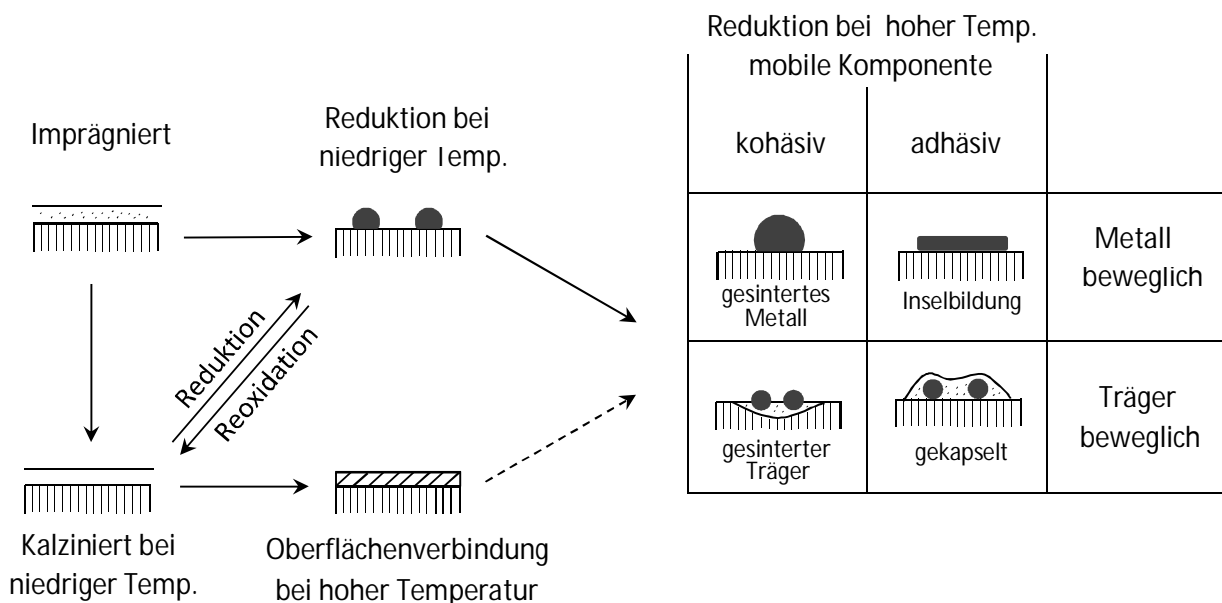 Reduktion bei hoher Temp.
mobile Komponente
Imprägniert
Reduktion bei
niedriger Temp.
kohäsiv
adhäsiv
gesintertes
Metall
Inselbildung
Metall
beweglich
Reduktion
Reoxidation
gesinterter
Träger
gekapselt
Träger
beweglich
Kalziniert bei
niedriger Temp.
Oberflächenverbindung
bei hoher Temperatur